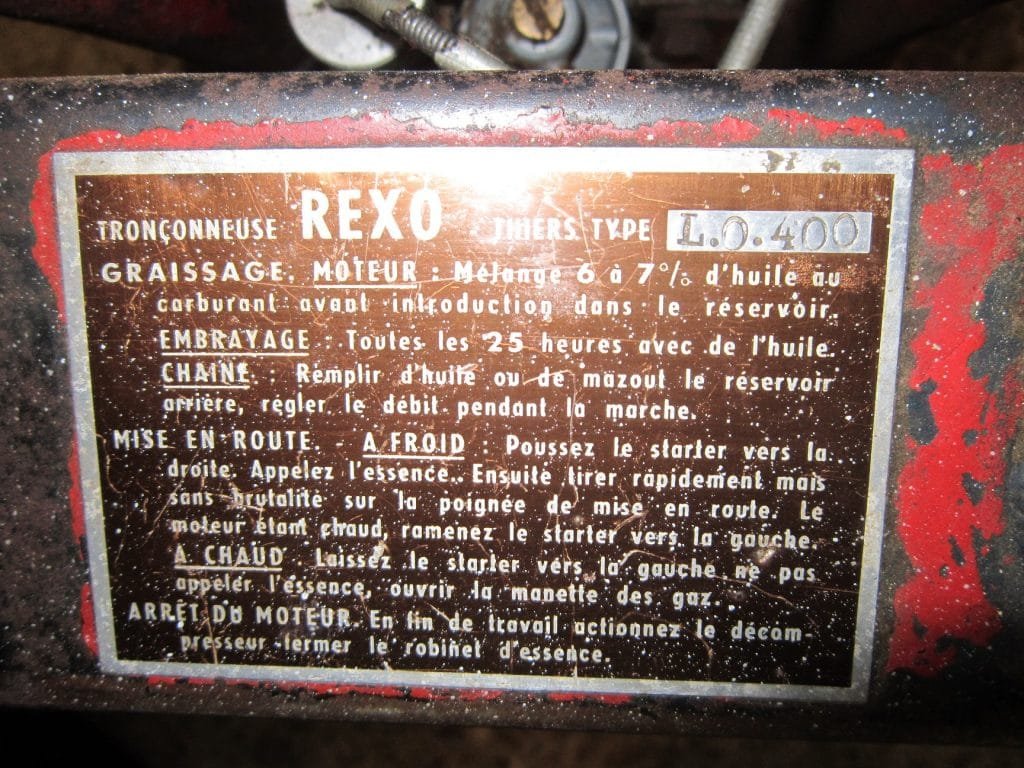 TRONÇONNEUSE REXO THIERS TYPE L.O.400
GRAISSAGE. MOTEUR : Mélange 6 à 7% d'huile au
carburant avant introduction dans le réservoir.
EMBRAYAGE : Toutes les 25 heures avec de l'huile.
CHAINE : Remplir d'huile ou de mazout le réservoir
arrière, régler le débit pendant la marche.
MISE EN ROUTE. - A FROID : Poussez le starter vers la
droite. Appelez l'essence. Ensuite tirer rapidement mais
sans brutalité sur la poignée de mise en route. Le
moteur étant chaud, ramenez le starter vers la gauche.
A CHAUD Laissez le starter vers la gauche ne pas
appeler l'essence, ouvrir la manette des gaz.
ARRÊT DU MOTEUR. En fin de travail actionnez le décom-
presseur fermer le robinet d'essence.